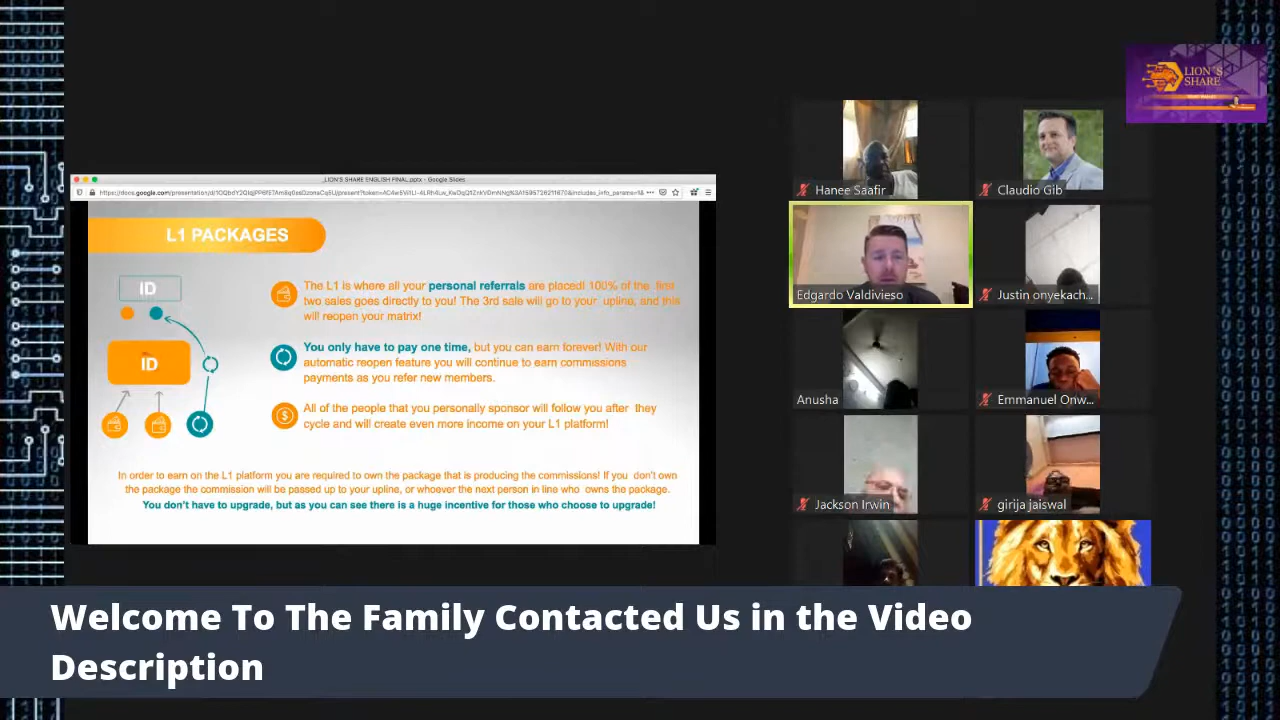 LION'S
SHARE
_LION'S SHARE ENGLISH FINAL.pptx - Google Slides
L1 PACKAGES
ID
ID
The L1 is where all your personal referrals are placed! 100% of the first
two sales goes directly to you! The 3rd sale will go to your upline, and this
will reopen your matrix!
You only have to pay one time, but you can earn forever! With our
automatic reopen feature you will continue to earn commissions
payments as you refer new members.
All of the people that you personally sponsor will follow you after they
cycle and will create even more income on your L1 platform!
In order to earn on the L1 platform you are required to own the package that is producing the commissions! If you don't own
the package the commission will be passed up to your upline, or whoever the next person in line who owns the package.
You don't have to upgrade, but as you can see there is a huge incentive for those who choose to upgrade!
Hanee Saafir
Claudio Gib
Edgardo Valdivieso
Justin onyekach...
Anusha
Emmanuel Onw...
Jackson Irwin
girija jaiswal
Welcome To The Family Contacted Us in the Video
Description